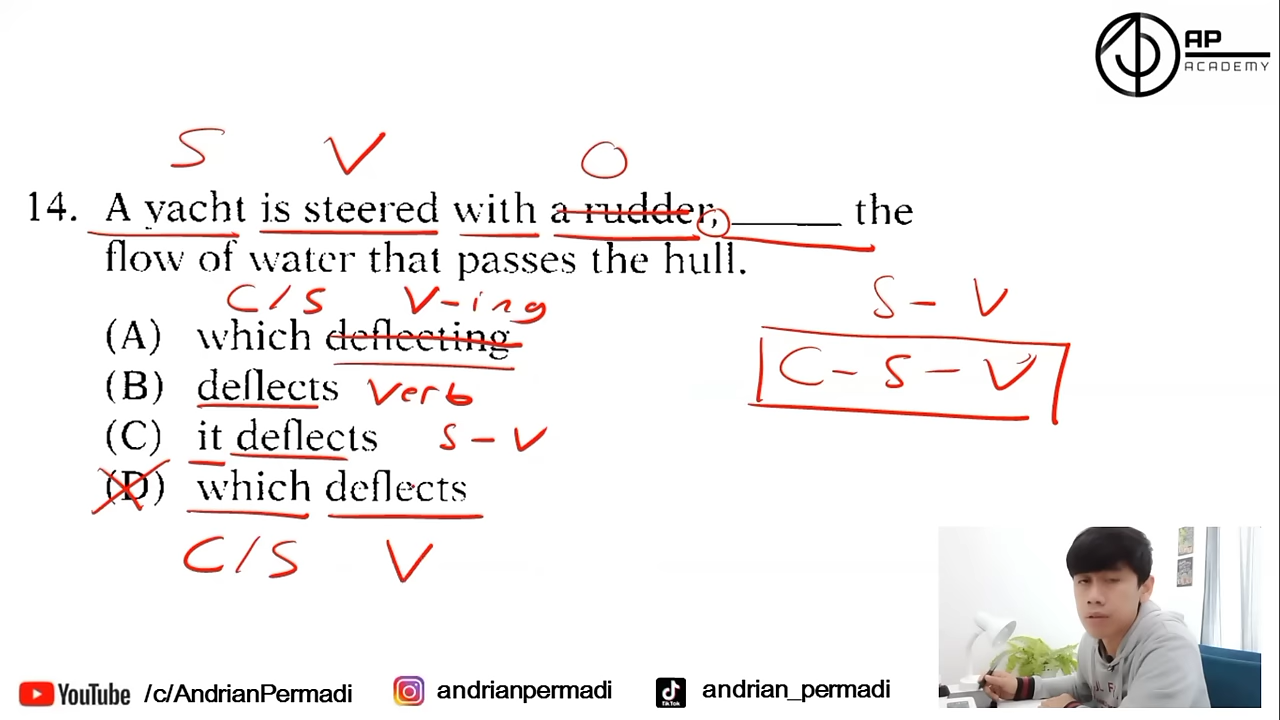 AP
ACADEMY
S V O
14. A yacht is steered with a rudder, ______ the
flow of water that passes the hull.
C/S V-ing
S - V
(A) which deflecting
C - S - V
(B) deflects verb
(C) it deflects S - V
(D) which deflects
C/S V
YouTube /c/AndrianPermadi andrianpermadi TikTok andrian_permadi